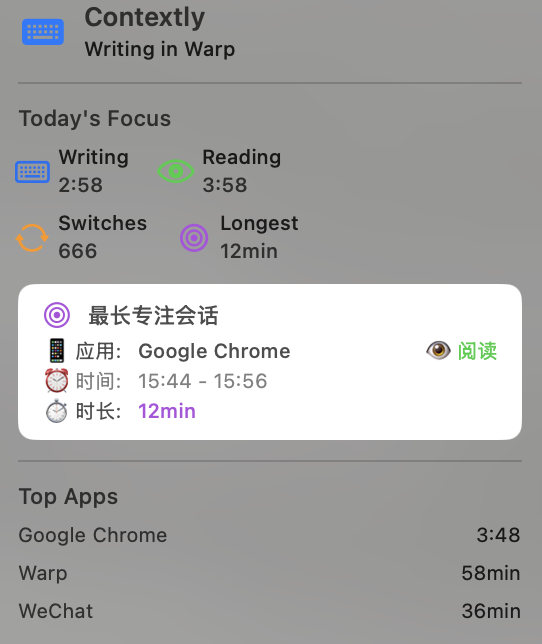 Contextly
Writing in Warp
Today's Focus
Writing
2:58
Reading
3:58
Switches
666
Longest
12min
最长专注会话
应用: Google Chrome 阅读
时间: 15:44 - 15:56
时长: 12min
Top Apps
Google Chrome 3:48
Warp 58min
WeChat 36min